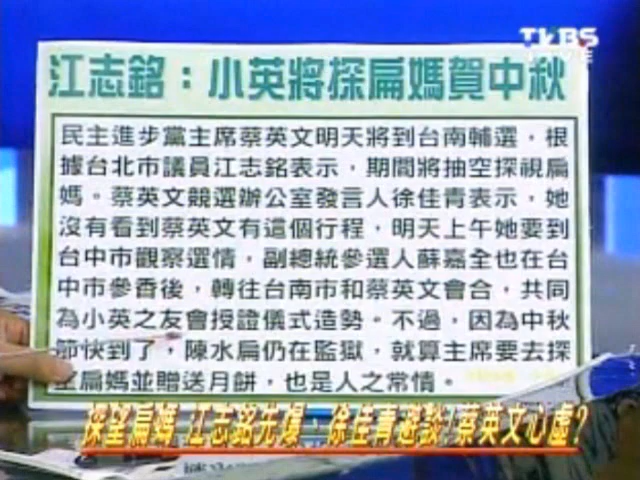 TVBS
江志銘：小英將探扁媽賀中秋
民主進步黨主席蔡英文明天將到台南輔選，根
據台北市議員江志銘表示，期間將抽空探視扁
媽。蔡英文競選辦公室發言人徐佳青表示，她
沒有看到蔡英文有這個行程，明天上午她要到
台中市觀察選情，副總統參選人蘇嘉全也在台
中市參香後，轉往台南市和蔡英文會合，共同
為小英之友會授證儀式造勢。不過，因為中秋
節快到了，陳水扁仍在監獄，就算主席要去探
望扁媽並贈送月餅，也是人之常情。
探望扁媽 江志銘先爆，徐佳青避談!蔡英文心虛?